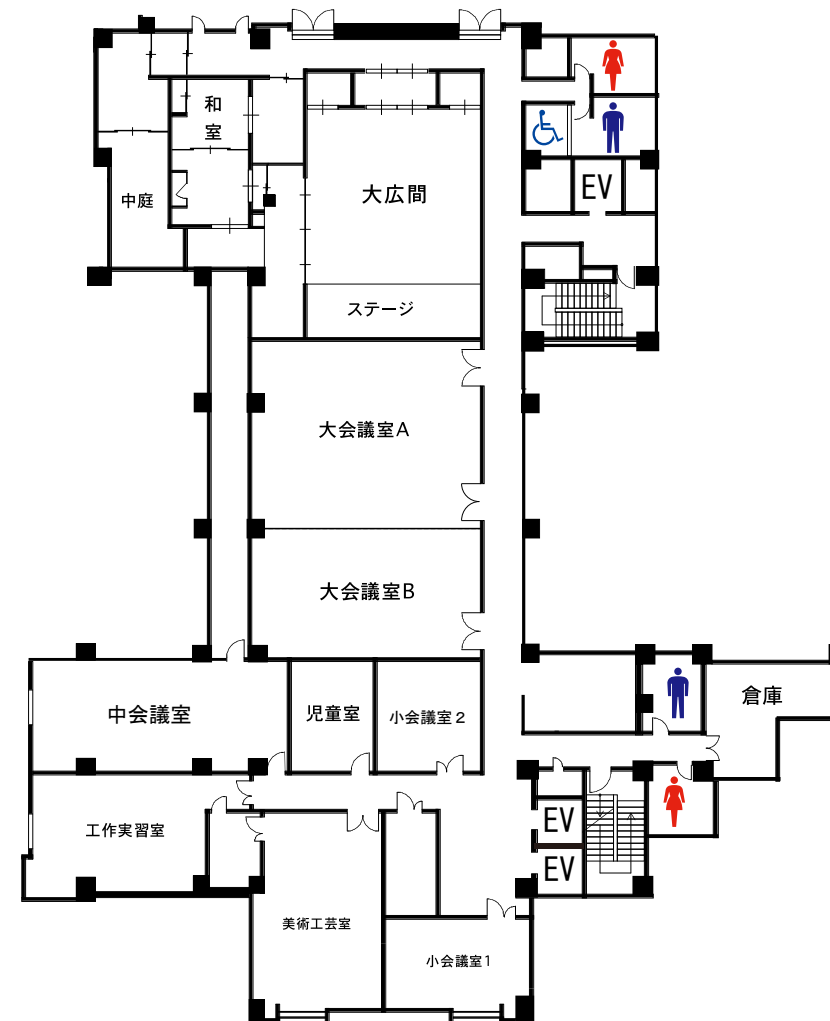 和
室
中庭
大広間
EV
ステージ
大会議室A
大会議室B
中会議室
児童室
小会議室2
倉庫
工作実習室
EV
EV
美術工芸室
小会議室1